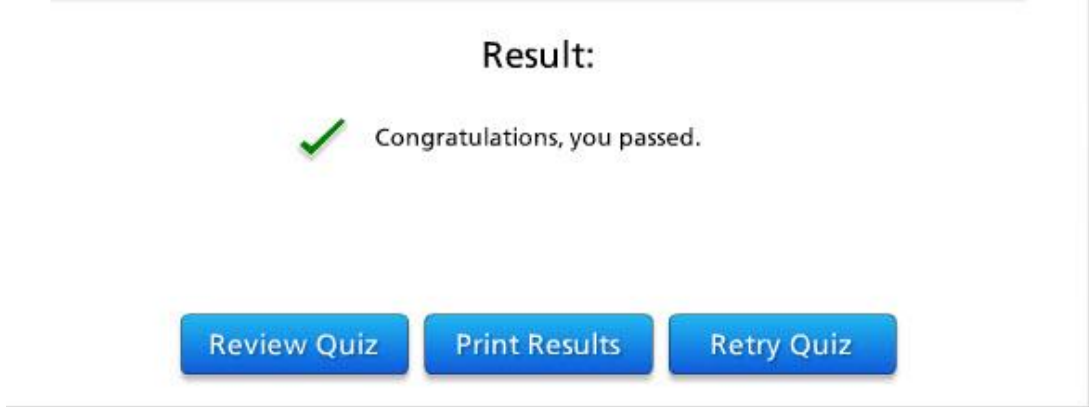 Result:
Congratulations, you passed.
Review Quiz
Print Results
Retry Quiz